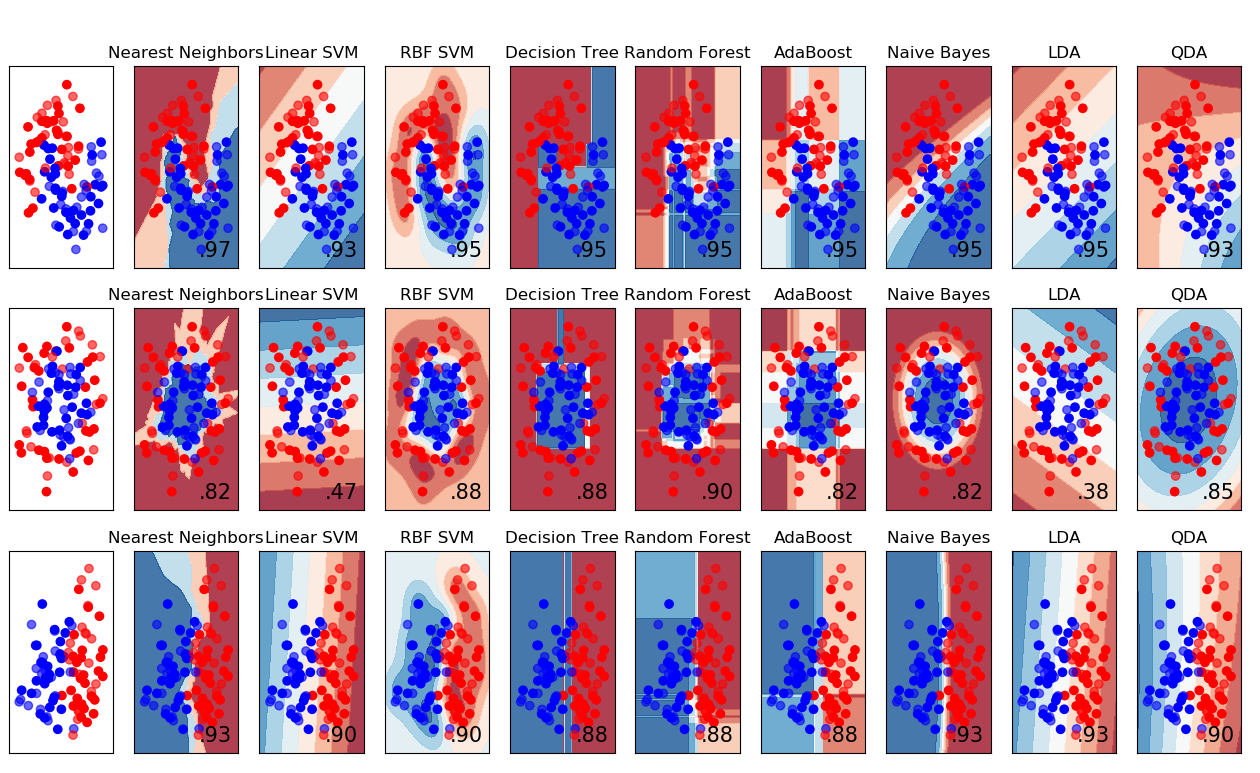 Nearest Neighbors Linear SVM RBF SVM Decision Tree Random Forest AdaBoost Naive Bayes LDA QDA
.97 .93 .95 .95 .95 .95 .95 .95 .93
Nearest Neighbors Linear SVM RBF SVM Decision Tree Random Forest AdaBoost Naive Bayes LDA QDA
.82 .47 .88 .88 .90 .82 .82 .38 .85
Nearest Neighbors Linear SVM RBF SVM Decision Tree Random Forest AdaBoost Naive Bayes LDA QDA
.93 .90 .90 .88 .88 .88 .93 .93 .90